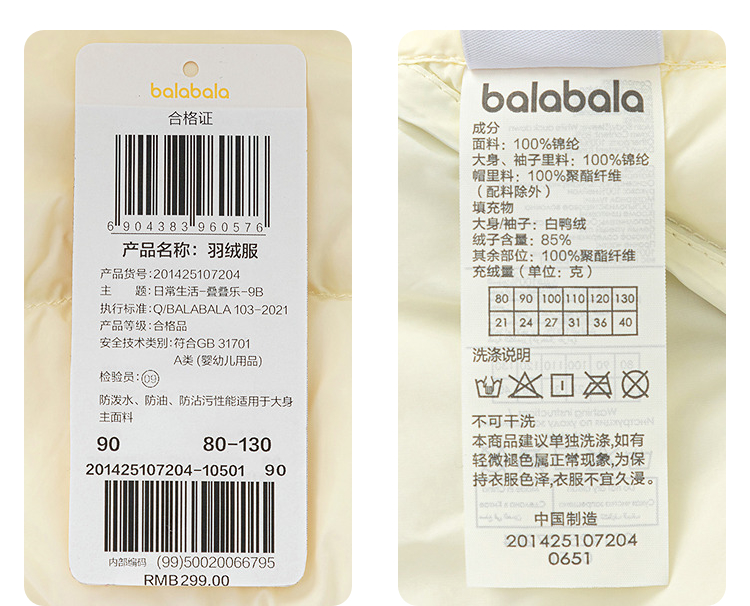 balabala
合格证
6 904383 960576
产品名称：羽绒服
产品货号：201425107204
主　　题：日常生活-叠叠乐-9B
执行标准：Q/BALABALA 103-2021
产品等级：合格品
安全技术类别：符合GB 31701
A类 (婴幼儿用品)
检验员：09
防泼水、防油、防沾污性能适用于大身
主面料
90 80-130
201425107204-10501 90
内部编码 (99)50020066795
RMB299.00
balabala
成分
面料：100%锦纶
大身、袖子里料：100%锦纶
帽里料：100%聚酯纤维
（配料除外）
填充物
大身/袖子：白鸭绒
绒子含量：85%
其余部位：100%聚酯纤维
充绒量（单位：克）
80 90 100 110 120 130
21 24 27 31 36 40
洗涤说明
不可干洗
本商品建议单独洗涤,如有
轻微褪色属正常现象,为保
持衣服色泽,衣服不宜久浸。
中国制造
201425107204
0651